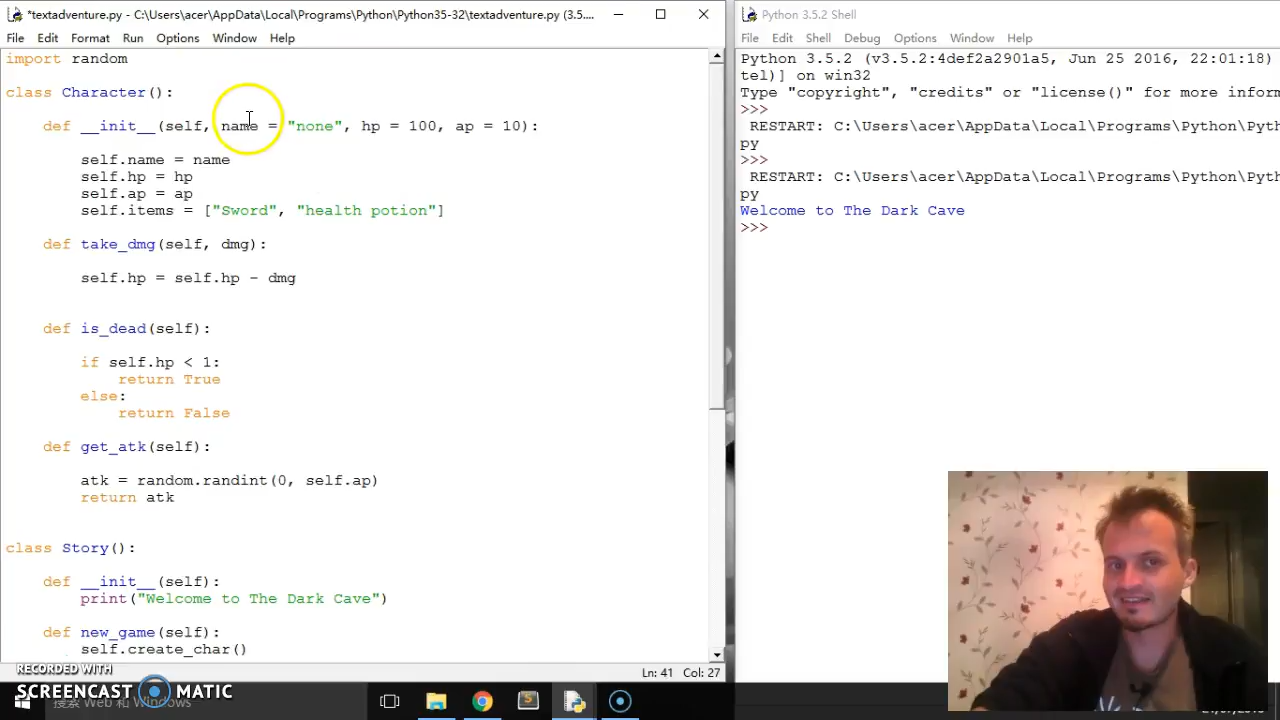 *textadventure.py - C:\Users\acer\AppData\Local\Programs\Python\Python35-32\textadventure.py (3.5....
File Edit Format Run Options Window Help
import random
class Character():
def __init__(self, name = "none", hp = 100, ap = 10):
self.name = name
self.hp = hp
self.ap = ap
self.items = ["Sword", "health potion"]
def take_dmg(self, dmg):
self.hp = self.hp - dmg
def is_dead(self):
if self.hp < 1:
return True
else:
return False
def get_atk(self):
atk = random.randint(0, self.ap)
return atk
class Story():
def __init__(self):
print("Welcome to The Dark Cave")
def new_game(self):
self.create_char()
Ln: 41 Col: 27
Python 3.5.2 Shell
File Edit Shell Debug Options Window Help
Python 3.5.2 (v3.5.2:4def2a2901a5, Jun 25 2016, 22:01:18)
tel)] on win32
Type "copyright", "credits" or "license()" for more infor
>>>
RESTART: C:\Users\acer\AppData\Local\Programs\Python\Pyth
py
>>>
RESTART: C:\Users\acer\AppData\Local\Programs\Python\Pyth
py
Welcome to The Dark Cave
>>>
RECORDED WITH
SCREENCAST MATIC
搜索 Web 和 Windows